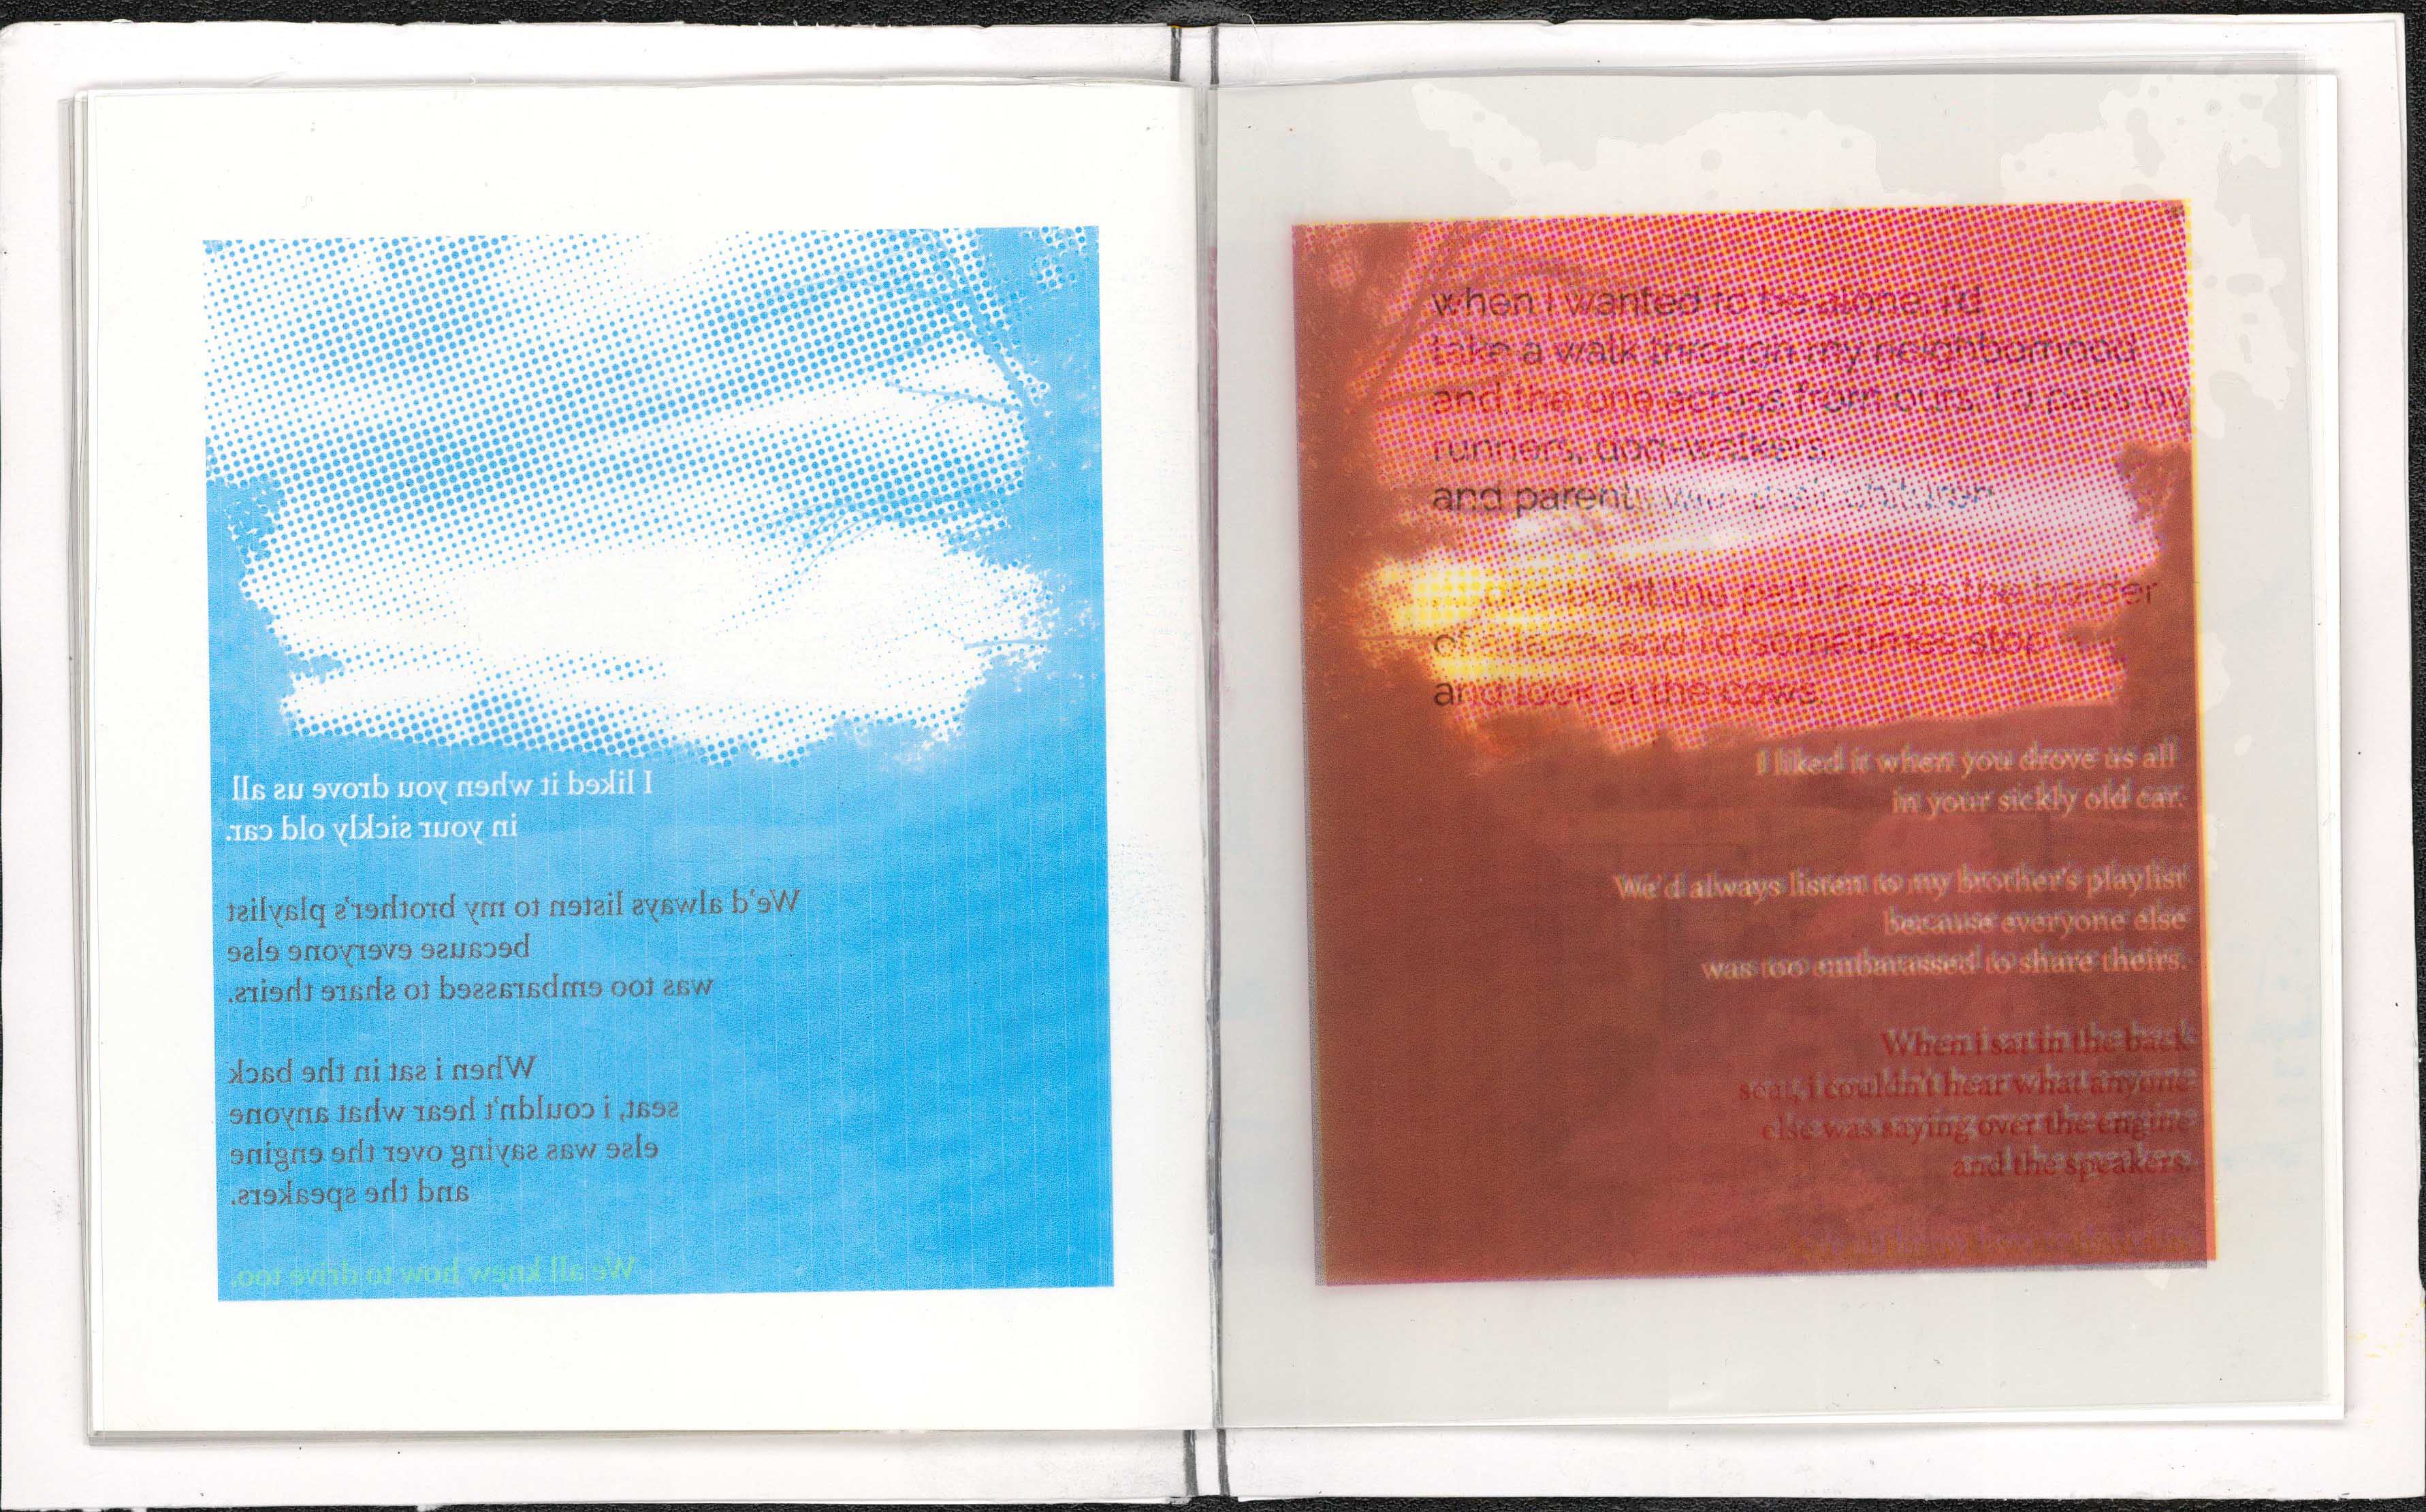 I liked it when you drove us all
in your sickly old car.
We'd always listen to my brother's playlist
because everyone else
was too embarassed to share theirs.
When i sat in the back
seat, i couldn't hear what anyone
else was saying over the engine
and the speakers.
We all knew how to drive too.
when I wanted to be alone, I'd
take a walk through my neighborhood
and the one across from ours. I'd pass by
runners, dog-walkers,
and parents with their children
point the path meets the border
of a and I'd sometimes stop
and look at the cows.
I liked it when you drove us all
in your sickly old car.
We'd always listen to my brother's playlist
because everyone else
was too embarassed to share theirs.
When i sat in the back
seat, i couldn't hear what anyone
else was saying over the engine
and the speakers.